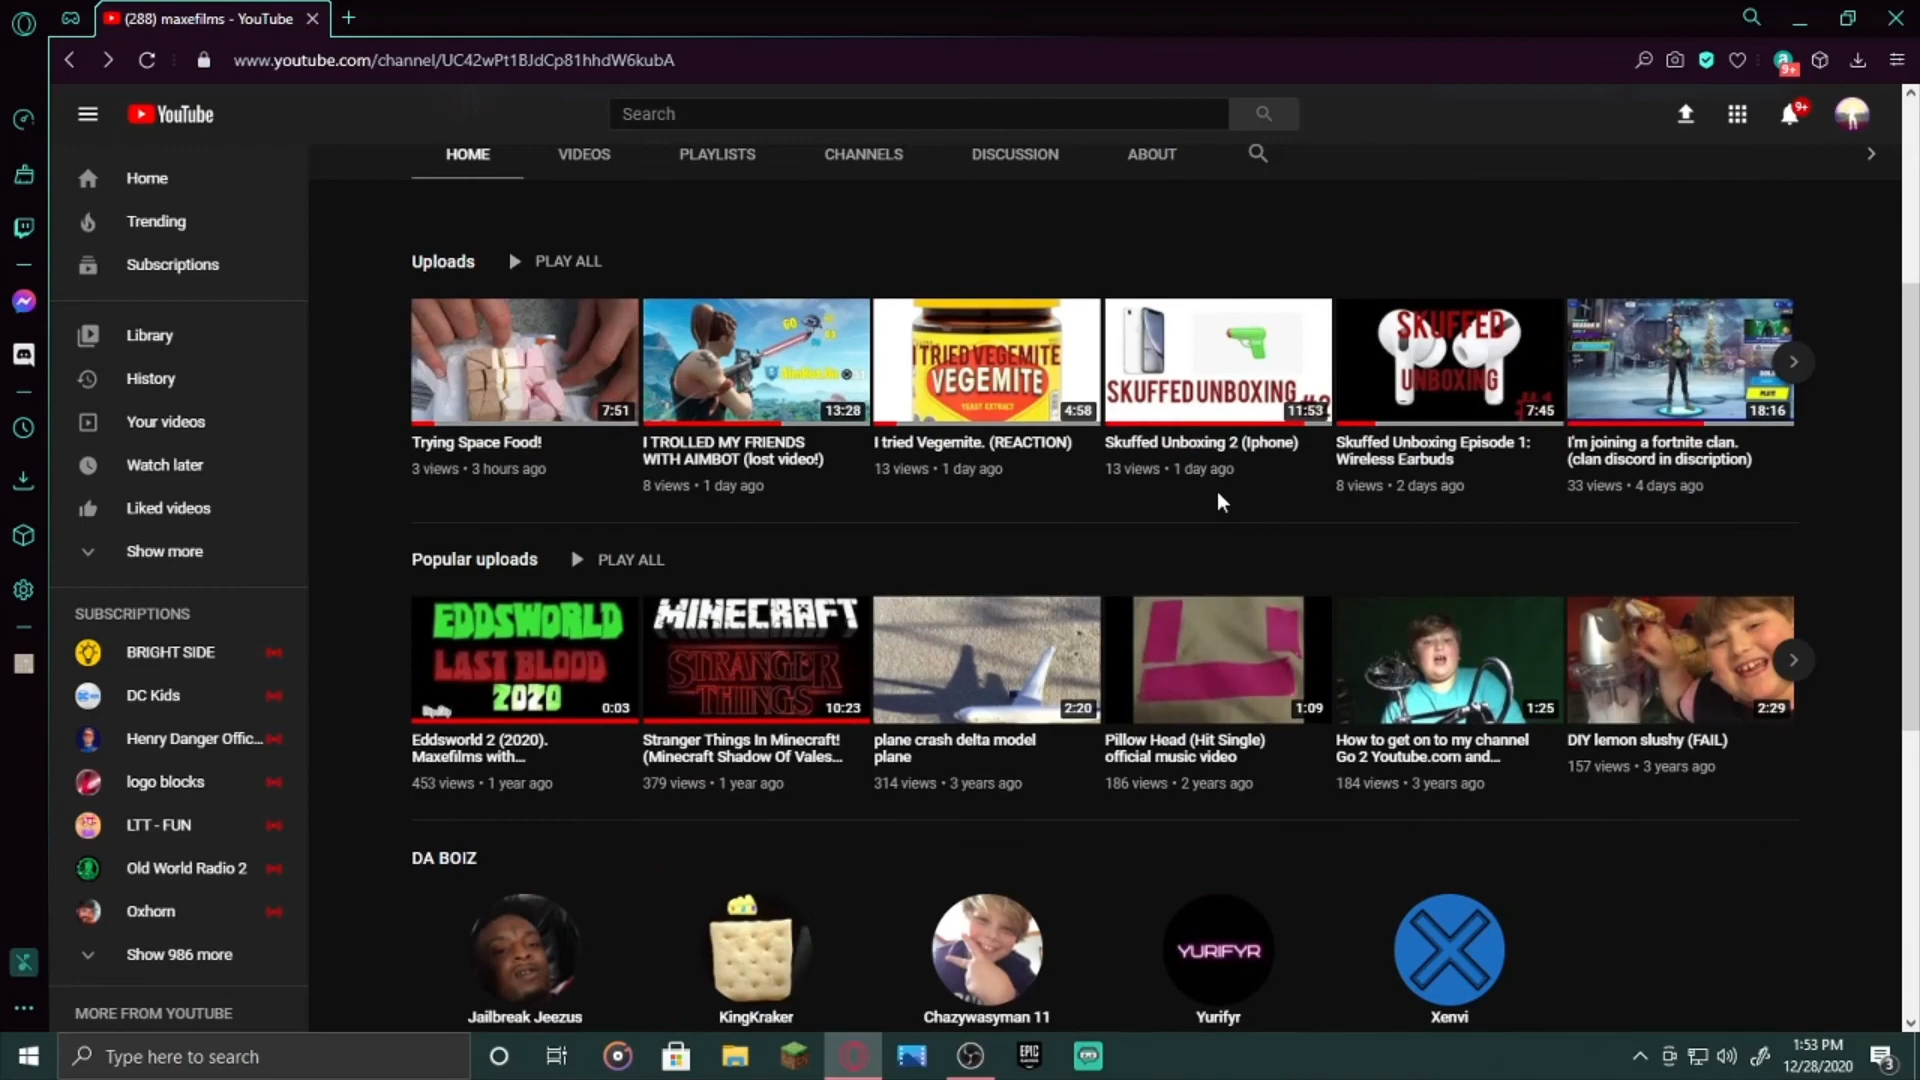 (288) maxefilms - YouTube
www.youtube.com/channel/UC42wPt1BJdCp81hhdW6kubA
9+
YouTube
Search
9+
HOME VIDEOS PLAYLISTS CHANNELS DISCUSSION ABOUT
Home
Trending
Subscriptions
Library
History
Your videos
Watch later
Liked videos
Show more
SUBSCRIPTIONS
BRIGHT SIDE
DC Kids
Henry Danger Offic...
logo blocks
LTT - FUN
Old World Radio 2
Oxhorn
Show 986 more
MORE FROM YOUTUBE
Uploads PLAY ALL
7:51
GO
13:28
I TRIED VEGEMITE
VEGEMITE
YEAST EXTRACT
4:58
SKUFFED UNBOXING
11:53
SKUFFED
UNBOXING
#1
7:45
18:16
Trying Space Food!
3 views • 3 hours ago
I TROLLED MY FRIENDS
WITH AIMBOT (lost video!)
8 views • 1 day ago
I tried Vegemite. (REACTION)
13 views • 1 day ago
Skuffed Unboxing 2 (Iphone)
13 views • 1 day ago
Skuffed Unboxing Episode 1:
Wireless Earbuds
8 views • 2 days ago
I'm joining a fortnite clan.
(clan discord in discription)
33 views • 4 days ago
Popular uploads PLAY ALL
EDDSWORLD
LAST BLOOD
2020
0:03
MINECRAFT
STRANGER
THINGS
10:23
2:20
1:09
1:25
2:29
Eddsworld 2 (2020).
Maxefilms with...
453 views • 1 year ago
Stranger Things In Minecraft!
(Minecraft Shadow Of Vales...
379 views • 1 year ago
plane crash delta model
plane
314 views • 3 years ago
Pillow Head (Hit Single)
official music video
186 views • 2 years ago
How to get on to my channel
Go 2 Youtube.com and...
184 views • 3 years ago
DIY lemon slushy (FAIL)
157 views • 3 years ago
DA BOIZ
YURIFYR
Jailbreak Jeezus
KingKraker
Chazywasyman 11
Yurifyr
Xenvi
Type here to search
EPIC
GAMES
1:53 PM
12/28/2020
3